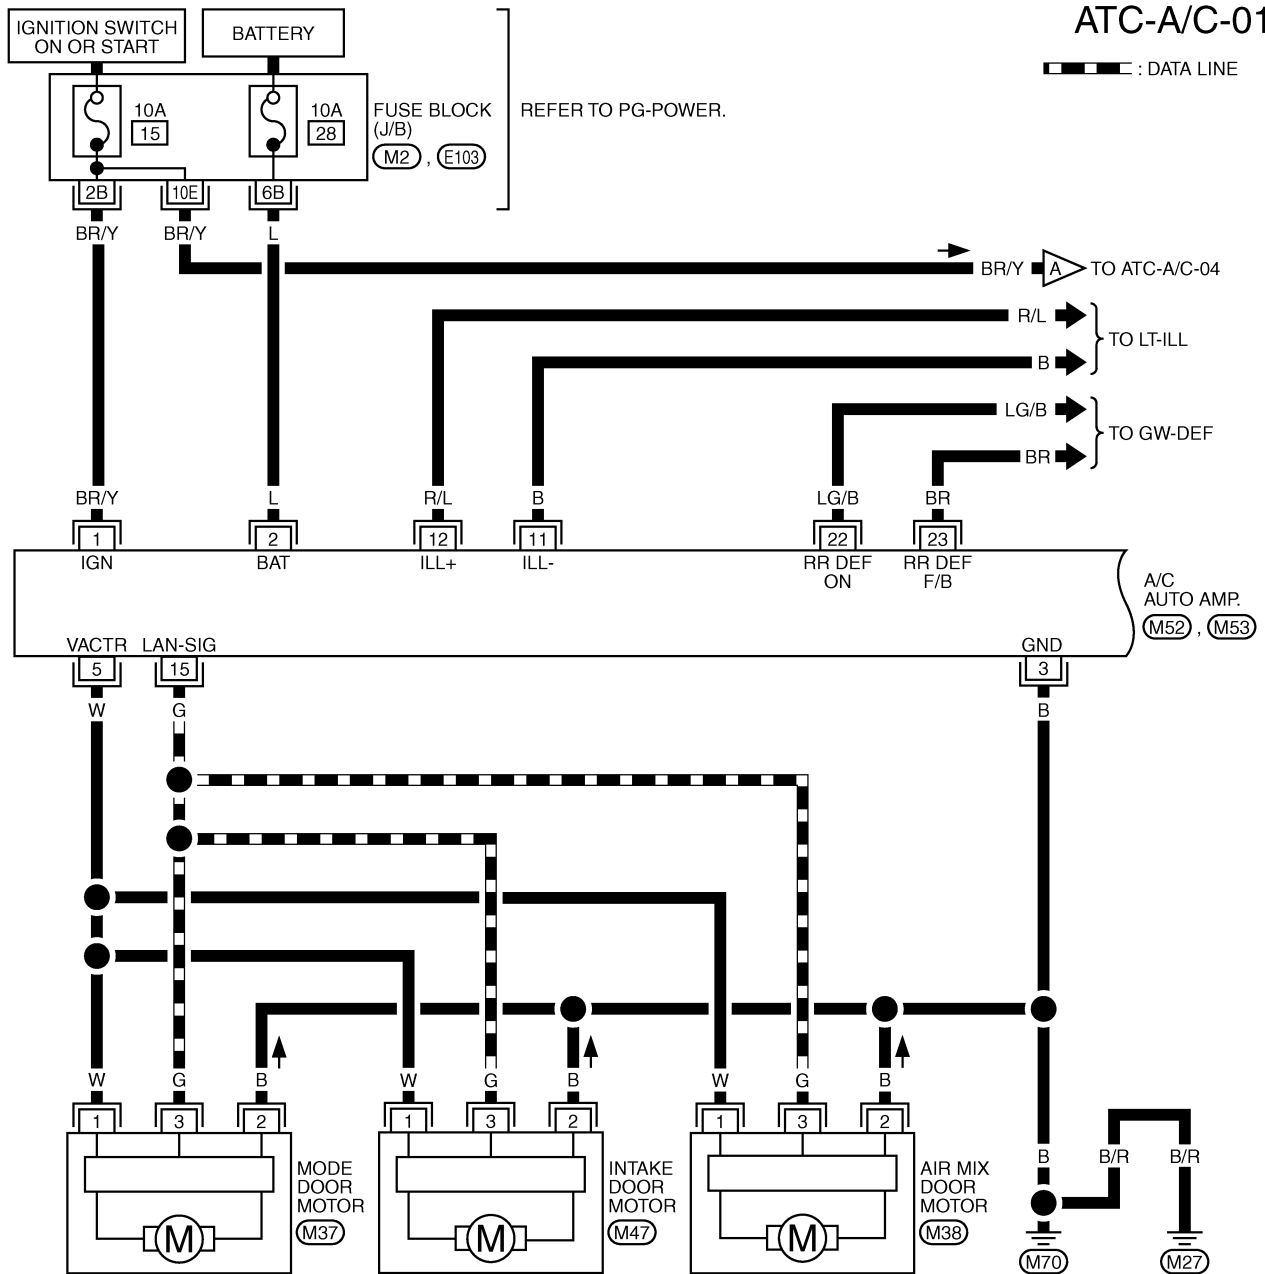 ATC-A/C-01
: DATA LINE
IGNITION SWITCH
ON OR START
BATTERY
10A
15
10A
28
FUSE BLOCK
(J/B)
M2 , E103
REFER TO PG-POWER.
2B 10E 6B
BR/Y BR/Y L
BR/Y A TO ATC-A/C-04
R/L
B
TO LT-ILL
LG/B
BR
TO GW-DEF
BR/Y L R/L B LG/B BR
1 2 12 11 22 23
IGN BAT ILL+ ILL- RR DEF ON RR DEF F/B
A/C
AUTO AMP.
M52 , M53
VACTR LAN-SIG GND
5 15 3
W G B
W G B W G B W G B
1 3 2 1 3 2 1 3 2
M M M
MODE
DOOR
MOTOR
M37
INTAKE
DOOR
MOTOR
M47
AIR MIX
DOOR
MOTOR
M38
B B/R B/R
M70 M27